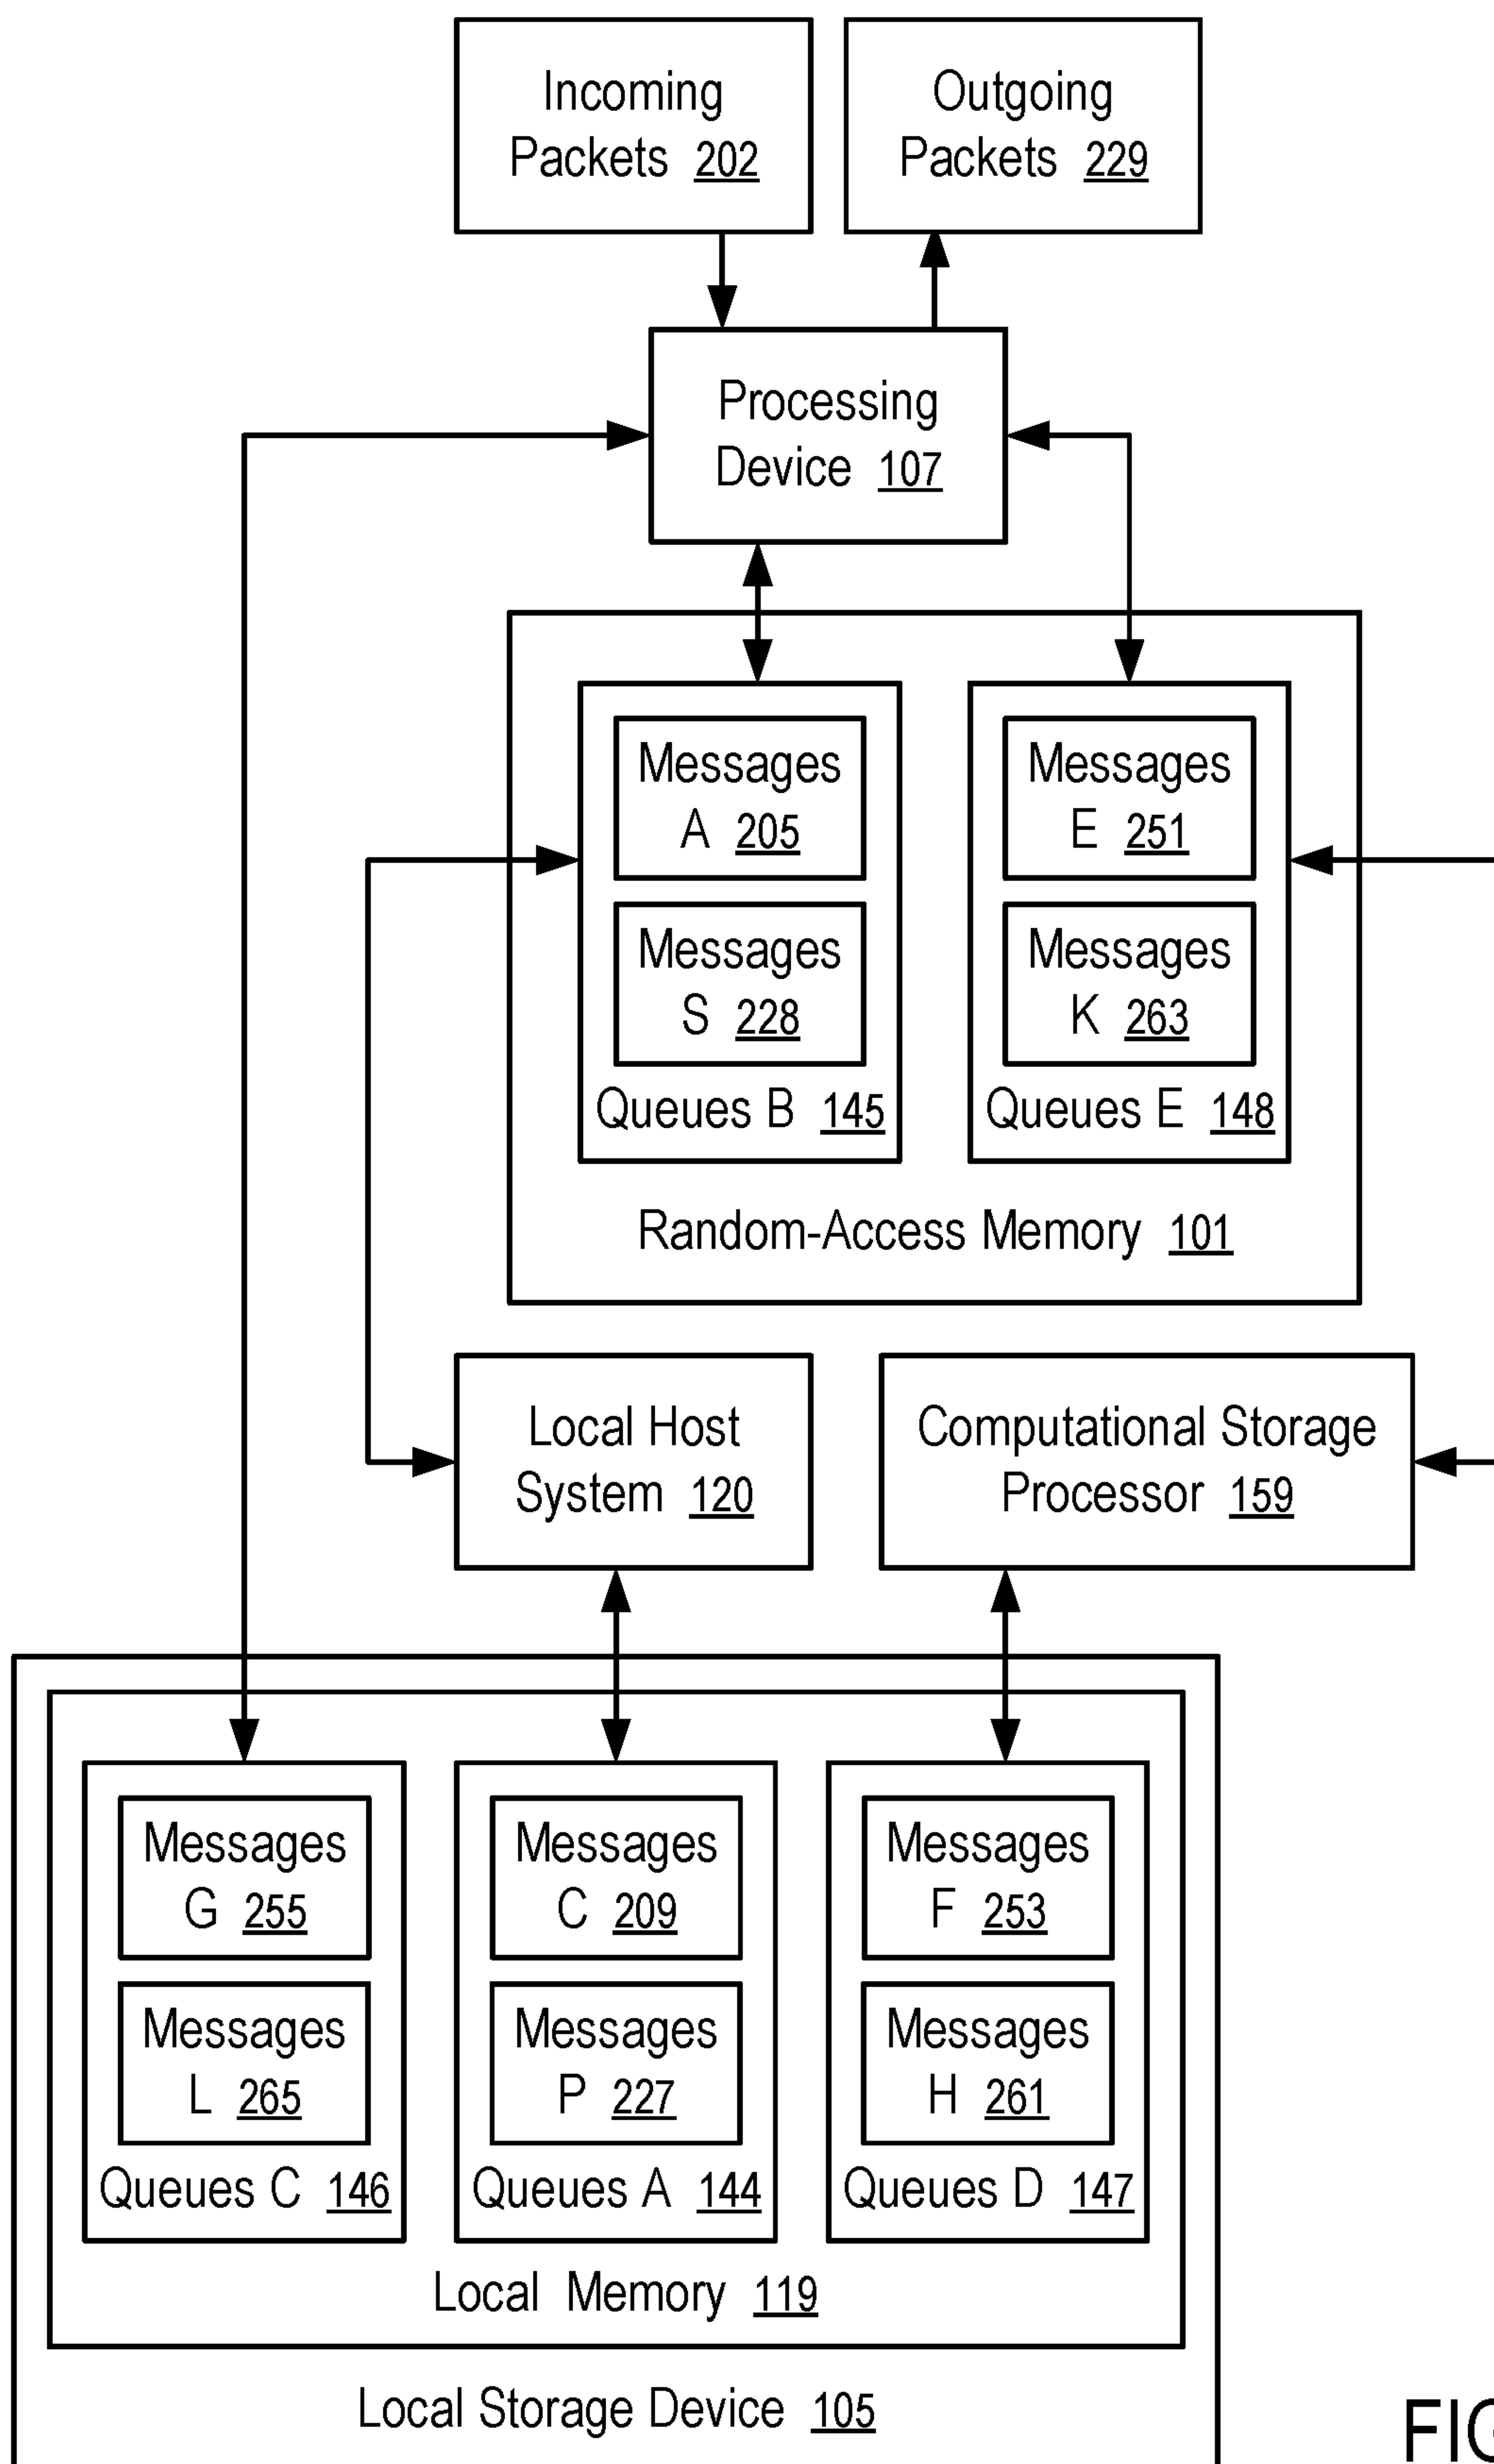 Incoming
Packets 202
Outgoing
Packets 229
Processing
Device 107
Messages
A 205
Messages
S 228
Queues B 145
Messages
E 251
Messages
K 263
Queues E 148
Random-Access Memory 101
Local Host
System 120
Computational Storage
Processor 159
Messages
G 255
Messages
L 265
Queues C 146
Messages
C 209
Messages
P 227
Queues A 144
Messages
F 253
Messages
H 261
Queues D 147
Local Memory 119
Local Storage Device 105